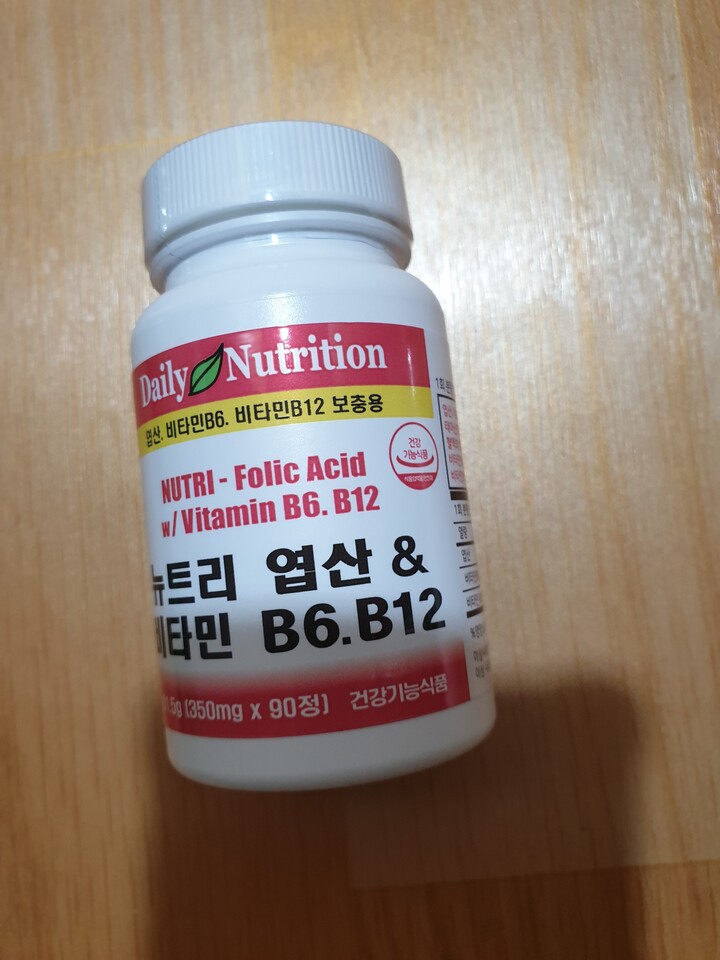 Daily Nutrition
엽산. 비타민B6. 비타민B12 보충용
NUTRI - Folic Acid
w/ Vitamin B6. B12
건강
기능식품
뉴트리 엽산 &
비타민 B6.B12
(350mg x 90정) 건강기능식품